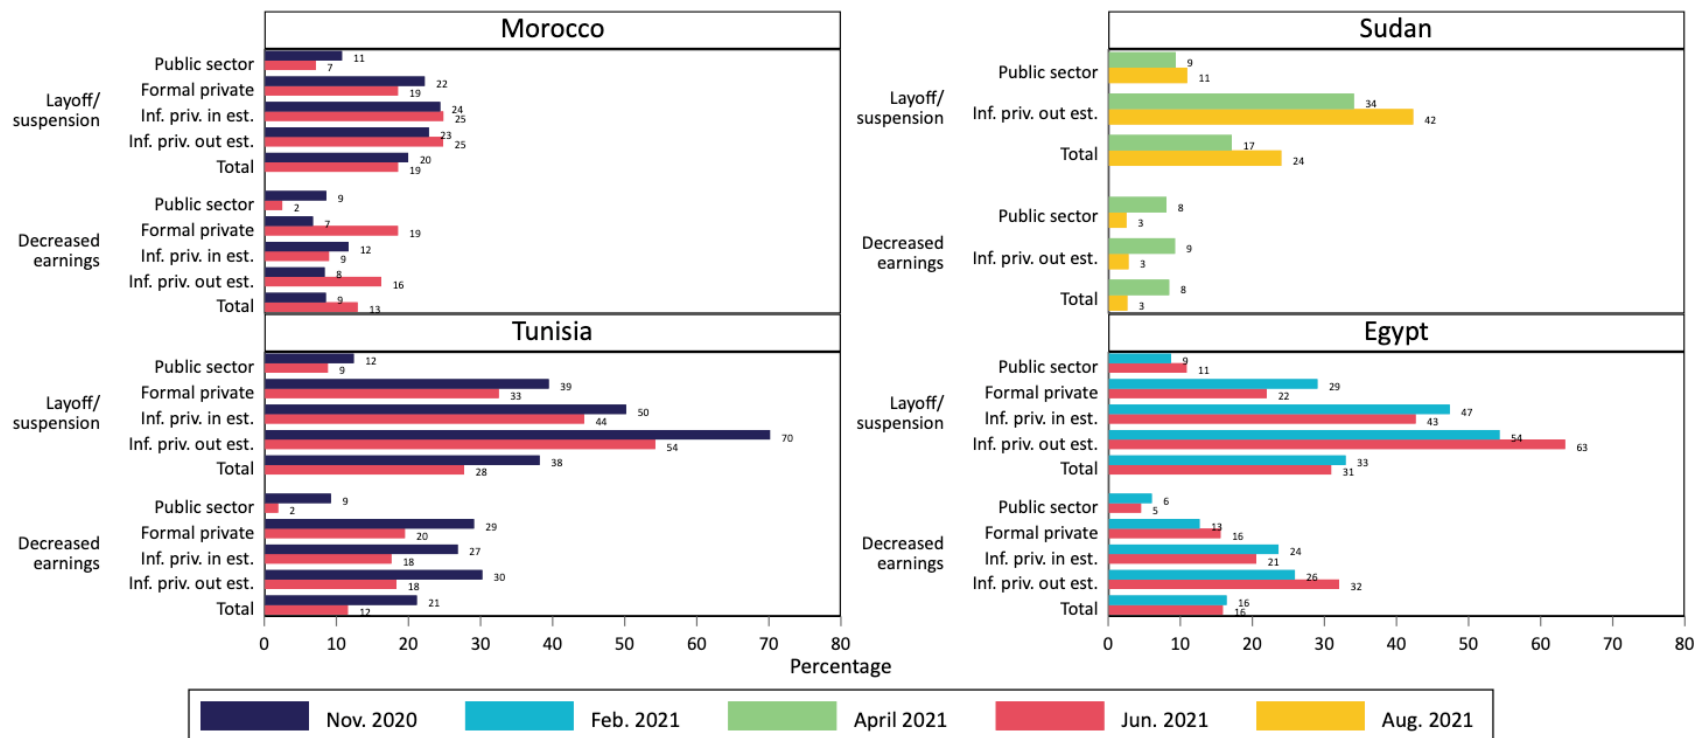 Morocco
Layoff/
suspension
Public sector 11 7
Formal private 22 19
Inf. priv. in est. 24 25
Inf. priv. out est. 23 25
Total 20 19
Decreased
earnings
Public sector 9 2
Formal private 7 19
Inf. priv. in est. 12 9
Inf. priv. out est. 8 16
Total 9 13
Sudan
Layoff/
suspension
Public sector 9 11
Inf. priv. out est. 34 42
Total 17 24
Decreased
earnings
Public sector 8 3
Inf. priv. out est. 9 3
Total 8 3
Tunisia
Layoff/
suspension
Public sector 12 9
Formal private 39 33
Inf. priv. in est. 50 44
Inf. priv. out est. 70 54
Total 38 28
Decreased
earnings
Public sector 9 2
Formal private 29 20
Inf. priv. in est. 27 18
Inf. priv. out est. 30 18
Total 21 12
0 10 20 30 40 50 60 70 80
Egypt
Layoff/
suspension
Public sector 9 11
Formal private 29 22
Inf. priv. in est. 47 43
Inf. priv. out est. 54 63
Total 33 31
Decreased
earnings
Public sector 6 5
Formal private 13 16
Inf. priv. in est. 24 21
Inf. priv. out est. 26 32
Total 16 16
0 10 20 30 40 50 60 70 80
Percentage
Nov. 2020 Feb. 2021 April 2021 Jun. 2021 Aug. 2021